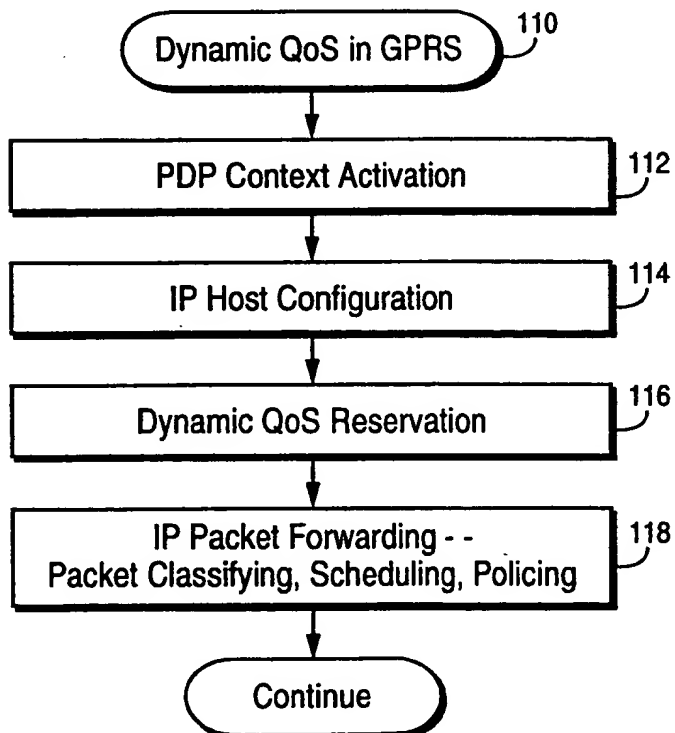 Dynamic QoS in GPRS
110
PDP Context Activation
112
IP Host Configuration
114
Dynamic QoS Reservation
116
IP Packet Forwarding - -
Packet Classifying, Scheduling, Policing
118
Continue